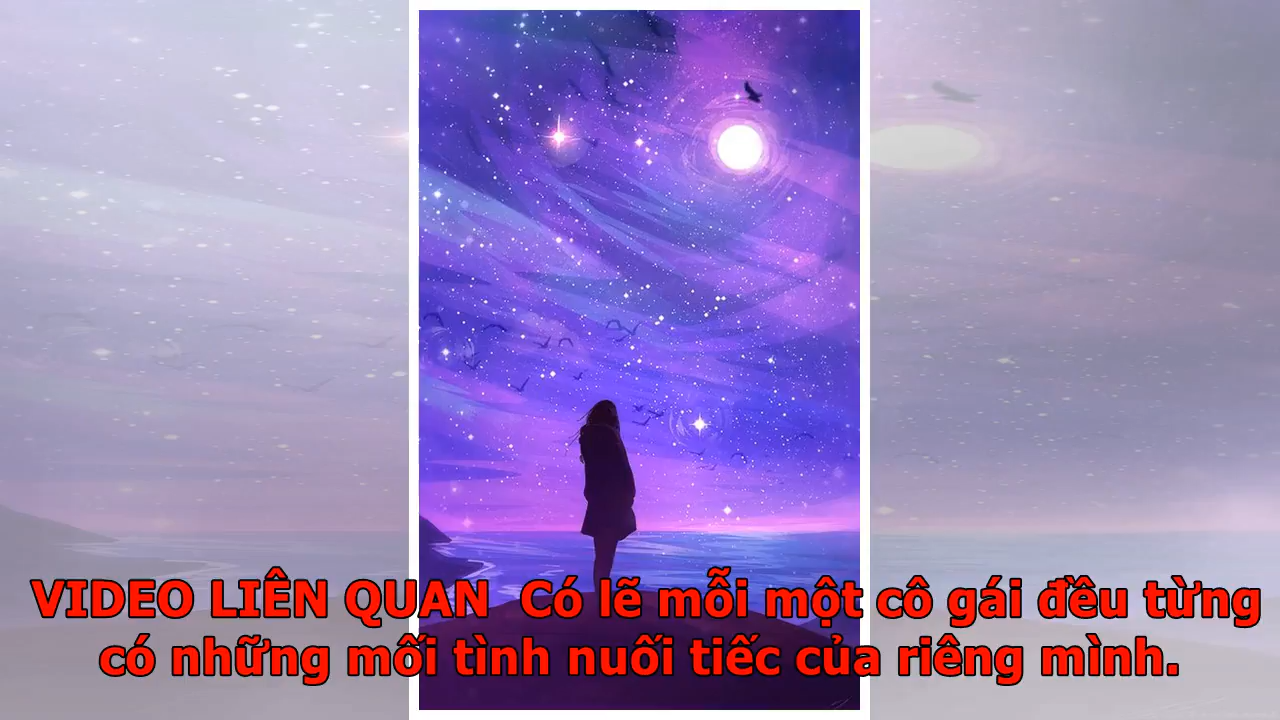 VIDEO LIÊN QUAN  Có lẽ mỗi một cô gái đều từng
có những mối tình nuối tiếc của riêng mình.